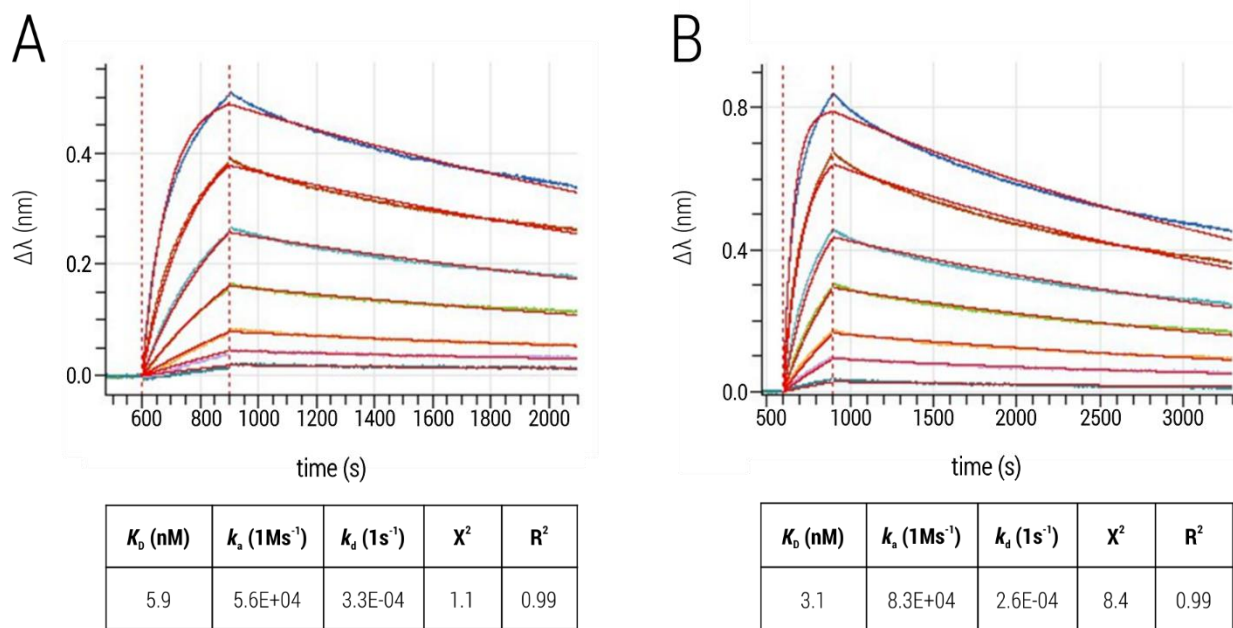 A
Δλ (nm)
0.4
0.2
0.0
600 800 1000 1200 1400 1600 1800 2000
time (s)
K_D (nM) k_a (1Ms⁻¹) k_d (1s⁻¹) X² R²
5.9 5.6E+04 3.3E-04 1.1 0.99
B
Δλ (nm)
0.8
0.4
0.0
500 1000 1500 2000 2500 3000
time (s)
K_D (nM) k_a (1Ms⁻¹) k_d (1s⁻¹) X² R²
3.1 8.3E+04 2.6E-04 8.4 0.99